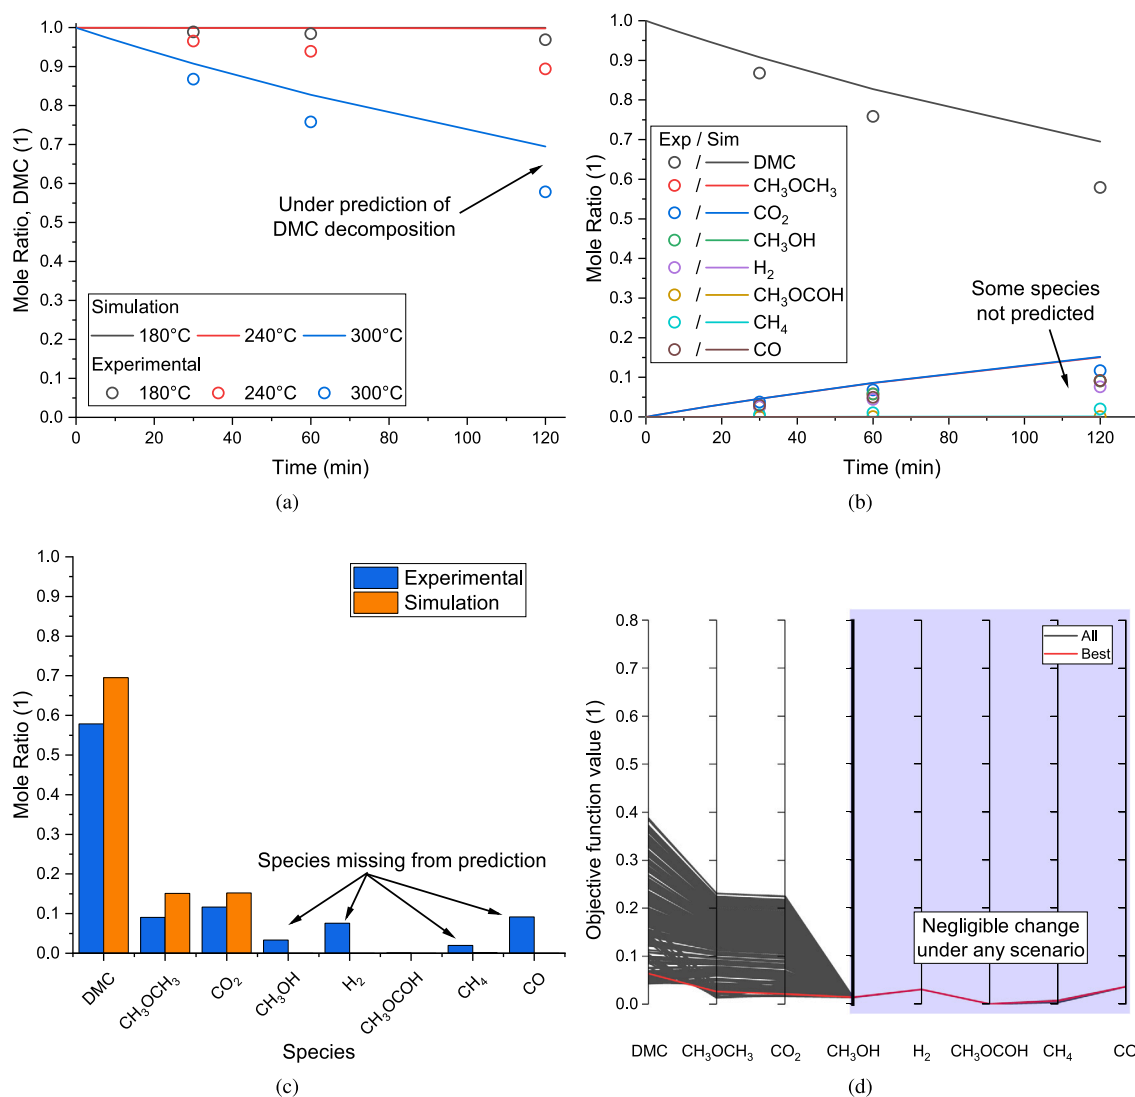 1.0
0.9
0.8
0.7
0.6
0.5
0.4
0.3
0.2
0.1
0.0
Mole Ratio, DMC (1)
Under prediction of
DMC decomposition
Simulation
180°C 240°C 300°C
Experimental
180°C 240°C 300°C
0 20 40 60 80 100 120
Time (min)
(a)
1.0
0.9
0.8
0.7
0.6
0.5
0.4
0.3
0.2
0.1
0.0
Mole Ratio (1)
Exp / Sim
/ DMC
/ CH₃OCH₃
/ CO₂
/ CH₃OH
/ H₂
/ CH₃OCOH
/ CH₄
/ CO
Some species
not predicted
0 20 40 60 80 100 120
Time (min)
(b)
1.0
0.9
0.8
0.7
0.6
0.5
0.4
0.3
0.2
0.1
0.0
Mole Ratio (1)
Experimental
Simulation
Species missing from prediction
DMC CH₃OCH₃ CO₂ CH₃OH H₂ CH₃OCOH CH₄ CO
Species
(c)
0.8
0.7
0.6
0.5
0.4
0.3
0.2
0.1
0.0
Objective function value (1)
All
Best
Negligible change
under any scenario
DMC CH₃OCH₃ CO₂ CH₃OH H₂ CH₃OCOH CH₄ CO
(d)